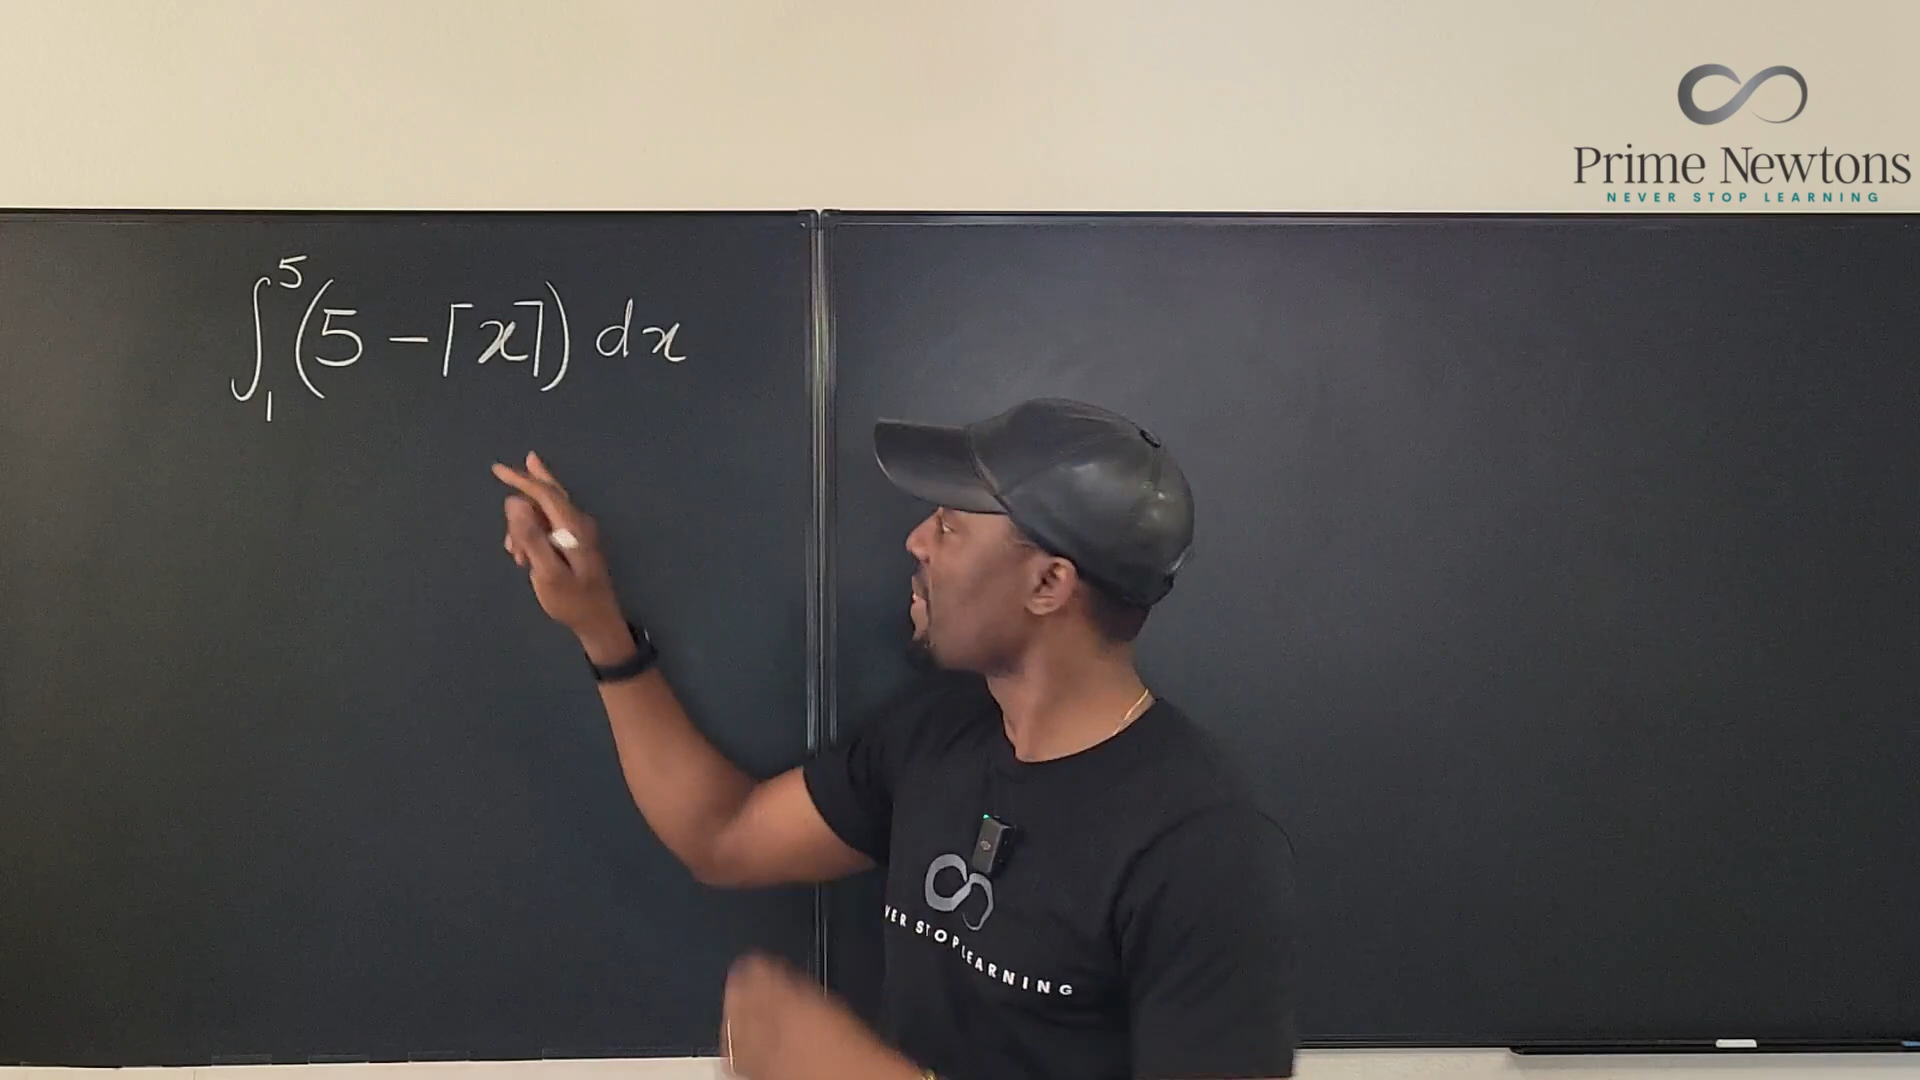 Prime Newtons
NEVER STOP LEARNING
∫₁⁵(5 - ⌈x⌉) dx
VER STOP LEARNING